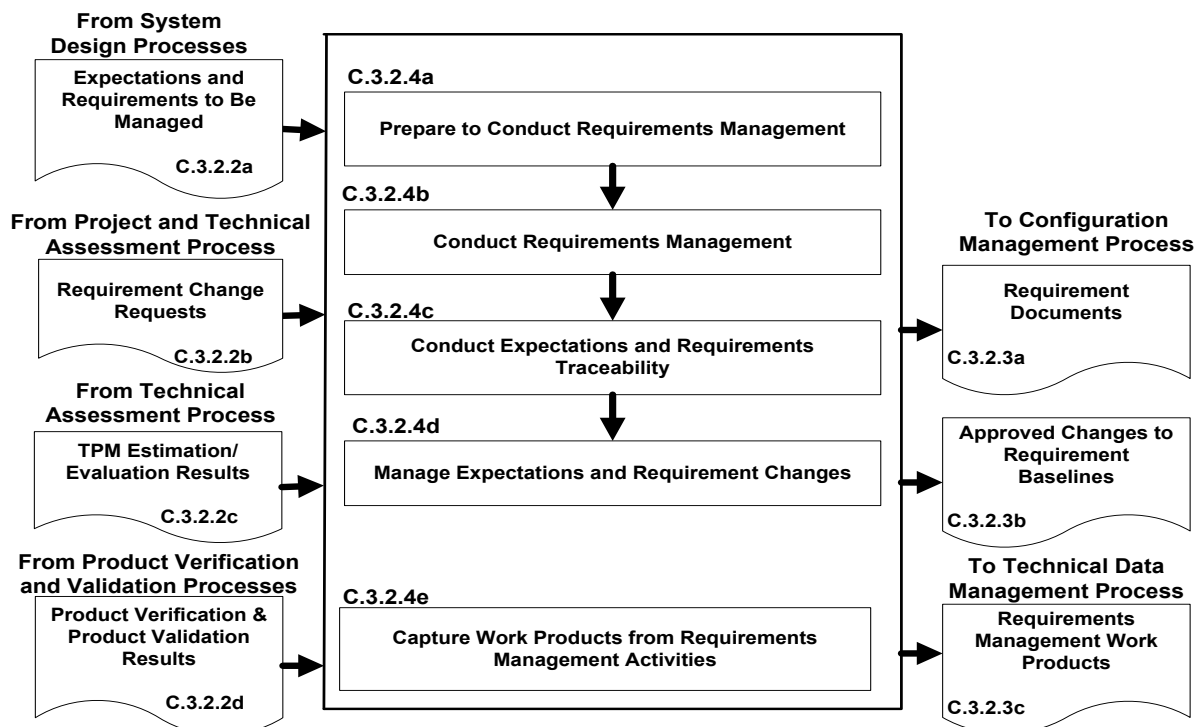 From System
Design Processes
Expectations and
Requirements to Be
Managed
C.3.2.2a
From Project and Technical
Assessment Process
Requirement Change
Requests
C.3.2.2b
From Technical
Assessment Process
TPM Estimation/
Evaluation Results
C.3.2.2c
From Product Verification
and Validation Processes
Product Verification &
Product Validation
Results
C.3.2.2d
C.3.2.4a
Prepare to Conduct Requirements Management
C.3.2.4b
Conduct Requirements Management
C.3.2.4c
Conduct Expectations and Requirements
Traceability
C.3.2.4d
Manage Expectations and Requirement Changes
C.3.2.4e
Capture Work Products from Requirements
Management Activities
To Configuration
Management Process
Requirement
Documents
C.3.2.3a
Approved Changes to
Requirement
Baselines
C.3.2.3b
To Technical Data
Management Process
Requirements
Management Work
Products
C.3.2.3c